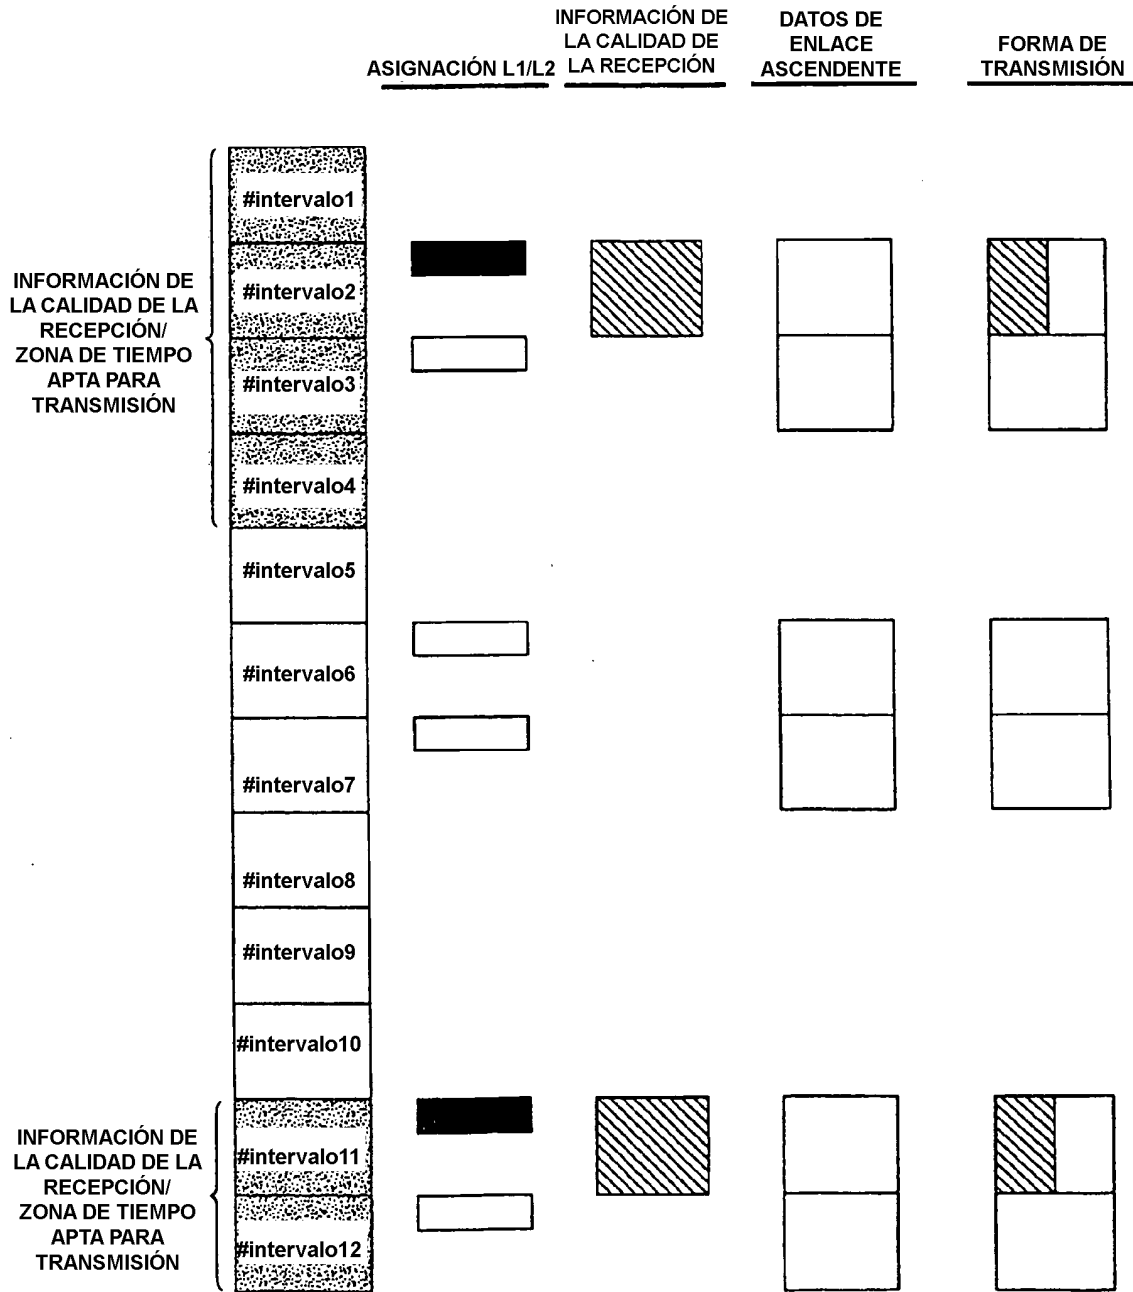 ASIGNACIÓN L1/L2
INFORMACIÓN DE
LA CALIDAD DE
LA RECEPCIÓN
DATOS DE
ENLACE
ASCENDENTE
FORMA DE
TRANSMISIÓN
INFORMACIÓN DE
LA CALIDAD DE LA
RECEPCIÓN/
ZONA DE TIEMPO
APTA PARA
TRANSMISIÓN
#intervalo1
#intervalo2
#intervalo3
#intervalo4
#intervalo5
#intervalo6
#intervalo7
#intervalo8
#intervalo9
#intervalo10
INFORMACIÓN DE
LA CALIDAD DE LA
RECEPCIÓN/
ZONA DE TIEMPO
APTA PARA
TRANSMISIÓN
#intervalo11
#intervalo12